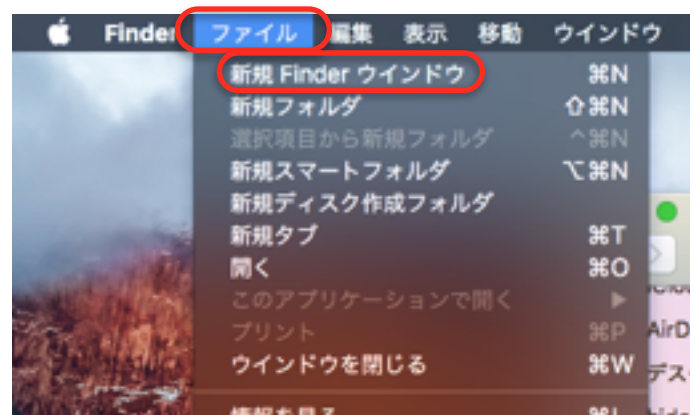 Finder ファイル 編集 表示 移動 ウインドウ
新規 Finder ウインドウ ⌘N
新規フォルダ ⇧⌘N
選択項目から新規フォルダ ^⌘N
新規スマートフォルダ ⌥⌘N
新規ディスク作成フォルダ
新規タブ ⌘T
開く ⌘O
このアプリケーションで開く ▶
プリント ⌘P
AirD
ウインドウを閉じる ⌘W
デス
情報を見る ⌘I